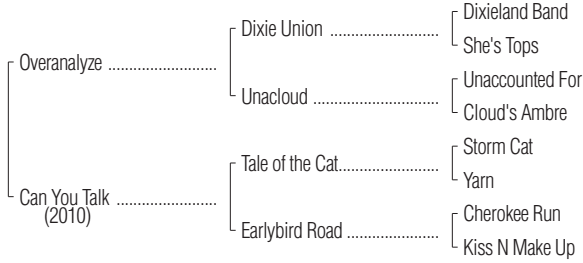 Dixieland Band
Dixie Union ........................
She's Tops
Overanalyze ........................
Unaccounted For
Unacloud ............................
Cloud's Ambre
Storm Cat
Tale of the Cat......................
Yarn
Can You Talk ......................
(2010)
Cherokee Run
Earlybird Road ....................
Kiss N Make Up